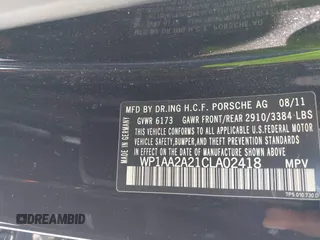 MFD BY DR.ING H.C.F. PORSCHE AG 08/11
GVWR 6173 GAWR FRONT/REAR 2910/3384 LBS
THIS VEHICLE CONFORMS TO ALL APPLICABLE U.S. FEDERAL MOTOR
VEHICLE SAFETY, BUMPER, AND THEFT PREVENTION STANDARDS IN
EFFECT ON THE DATE OF MANUFACTURE SHOWN ABOVE.
WP1AA2A21CLA02418 MPV
MADE IN GERMANY
DREAMBID